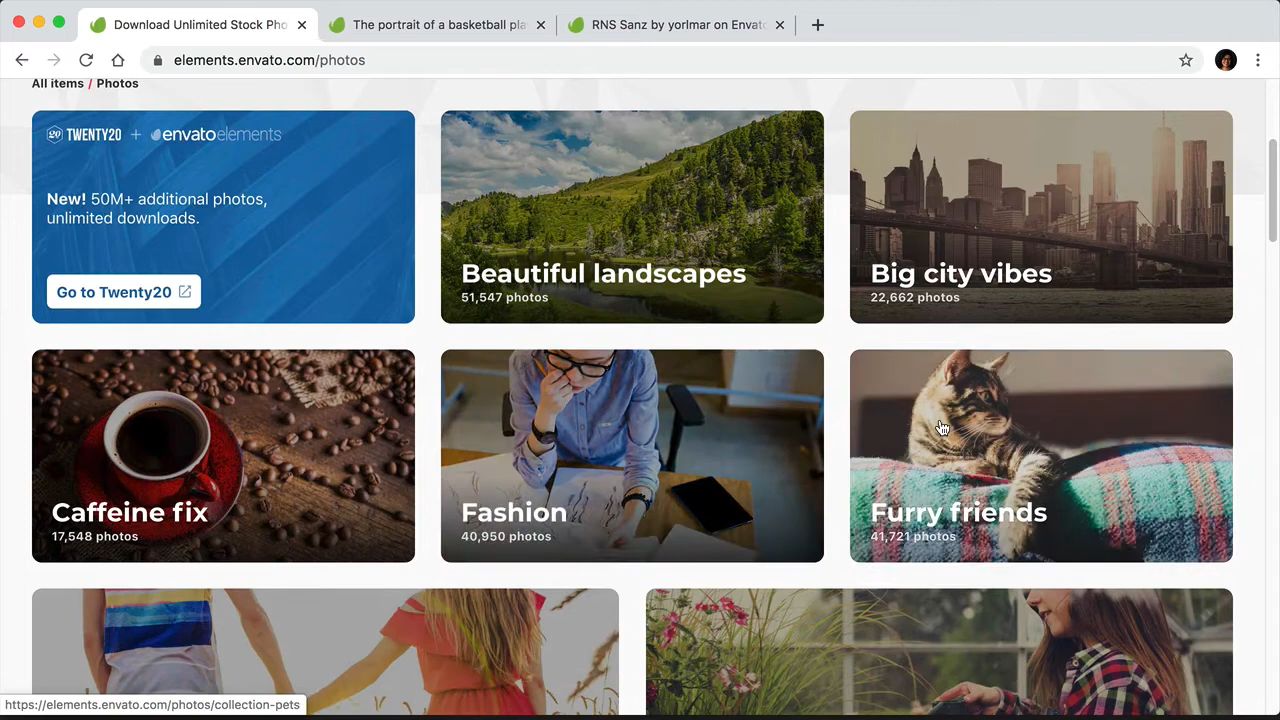 Download Unlimited Stock Pho
The portrait of a basketball pla
RNS Sanz by yorlmar on Envato
elements.envato.com/photos
All items / Photos
20 TWENTY20 + envatoelements
New! 50M+ additional photos,
unlimited downloads.
Go to Twenty20
Beautiful landscapes
51,547 photos
Big city vibes
22,662 photos
Caffeine fix
17,548 photos
Fashion
40,950 photos
Furry friends
41,721 photos
https://elements.envato.com/photos/collection-pets